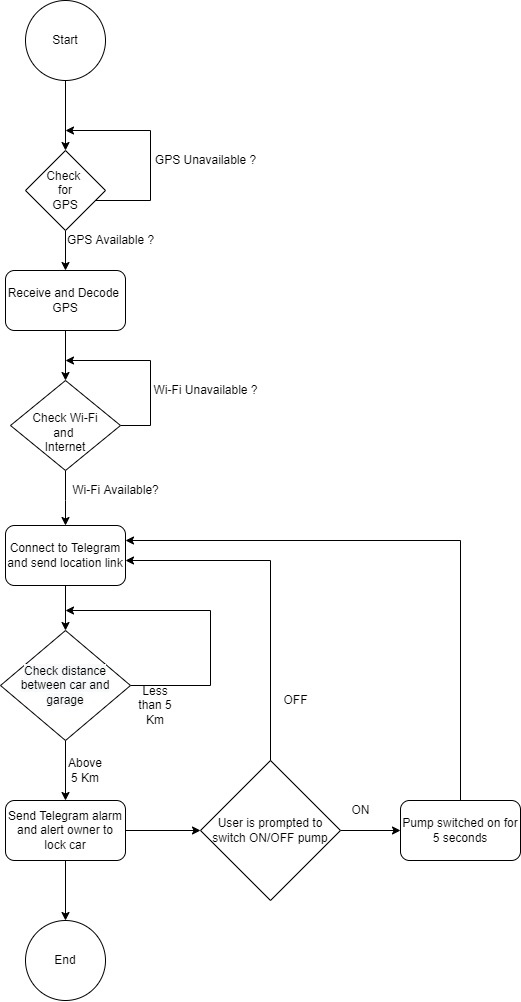 Start
GPS Unavailable ?
Check
for
GPS
GPS Available ?
Receive and Decode
GPS
Wi-Fi Unavailable ?
Check Wi-Fi
and
Internet
Wi-Fi Available?
Connect to Telegram
and send location link
Check distance
between car and
garage
Less
than 5
Km
OFF
Above
5 Km
Send Telegram alarm
and alert owner to
lock car
User is prompted to
switch ON/OFF pump
ON
Pump switched on for
5 seconds
End